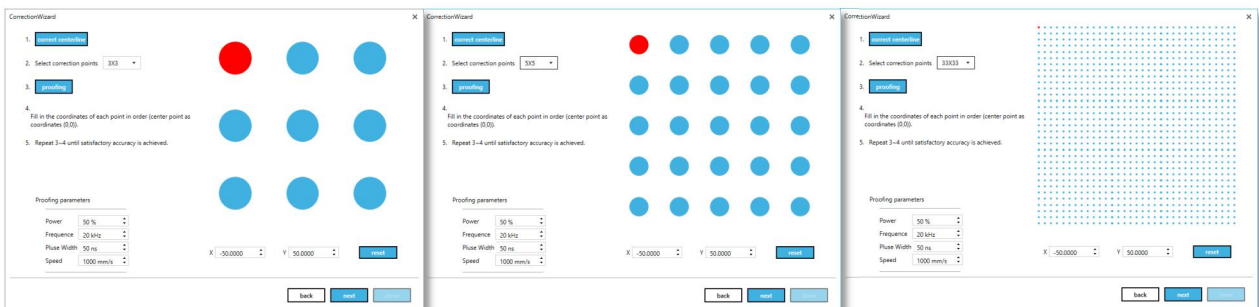 CorrectionWizard
1. correct centerline
2. Select correction points 3X3
3. proofing
4.
Fill in the coordinates of each point in order (center point as
coordinates (0,0)).
5. Repeat 3~4 until satisfactory accuracy is achieved.
Proofing parameters
Power 50 %
Frequence 20 kHz
Pluse Width 50 ns
Speed 1000 mm/s
X -50.0000 Y 50.0000 reset
back next
CorrectionWizard
1. correct centerline
2. Select correction points 5X5
3. proofing
4.
Fill in the coordinates of each point in order (center point as
coordinates (0,0)).
5. Repeat 3~4 until satisfactory accuracy is achieved.
Proofing parameters
Power 50 %
Frequence 20 kHz
Pluse Width 50 ns
Speed 1000 mm/s
X -50.0000 Y 50.0000 reset
back next
CorrectionWizard
1. correct centerline
2. Select correction points 33X33
3. proofing
4.
Fill in the coordinates of each point in order (center point as
coordinates (0,0)).
5. Repeat 3~4 until satisfactory accuracy is achieved.
Proofing parameters
Power 50 %
Frequence 20 kHz
Pluse Width 50 ns
Speed 1000 mm/s
X -50.0000 Y 50.0000 reset
back next